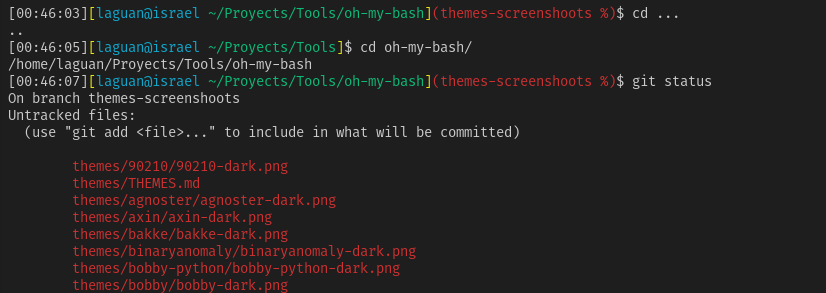 [00:46:03][laguan@israel ~/Proyects/Tools/oh-my-bash](themes-screenshoots %)$ cd ...
..
[00:46:05][laguan@israel ~/Proyects/Tools]$ cd oh-my-bash/
/home/laguan/Proyects/Tools/oh-my-bash
[00:46:07][laguan@israel ~/Proyects/Tools/oh-my-bash](themes-screenshoots %)$ git status
On branch themes-screenshoots
Untracked files:
  (use "git add <file>..." to include in what will be committed)

        themes/90210/90210-dark.png
        themes/THEMES.md
        themes/agnoster/agnoster-dark.png
        themes/axin/axin-dark.png
        themes/bakke/bakke-dark.png
        themes/binaryanomaly/binaryanomaly-dark.png
        themes/bobby-python/bobby-python-dark.png
        themes/bobby/bobby-dark.png